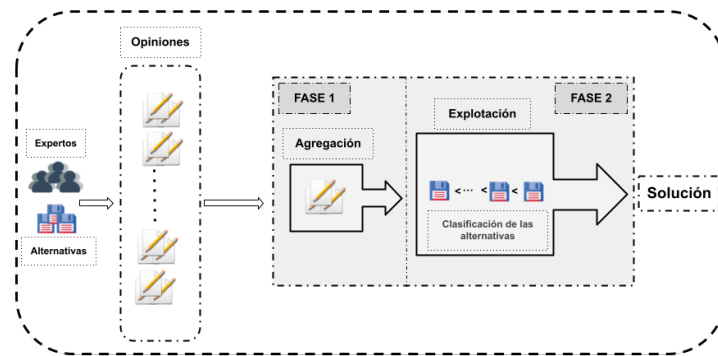 Opiniones
Expertos
Alternativas
FASE 1
Agregación
FASE 2
Explotación
< ··· < <
Clasificación de las
alternativas
Solución